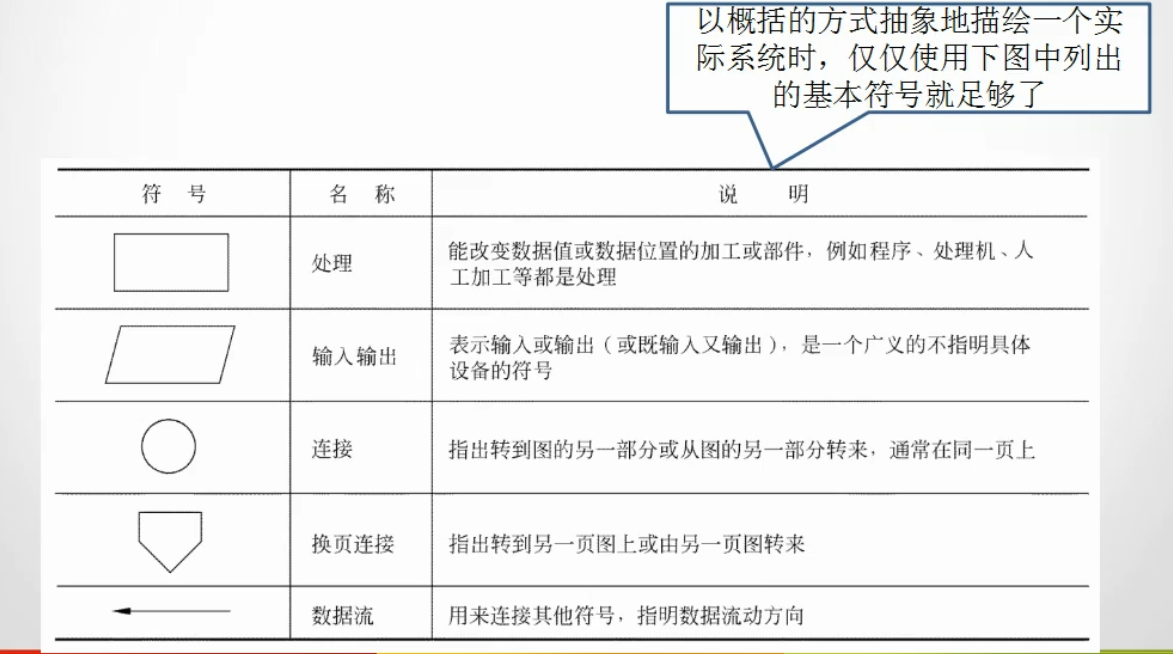 以概括的方式抽象地描绘一个实
际系统时，仅仅使用下图中列出
的基本符号就足够了
符 号 名 称 说 明
处理 能改变数据值或数据位置的加工或部件，例如程序、处理机、人
工加工等都是处理
输入输出 表示输入或输出（或既输入又输出），是一个广义的不指明具体
设备的符号
连接 指出转到图的另一部分或从图的另一部分转来，通常在同一页上
换页连接 指出转到另一页图上或由另一页图转来
数据流 用来连接其他符号，指明数据流动方向